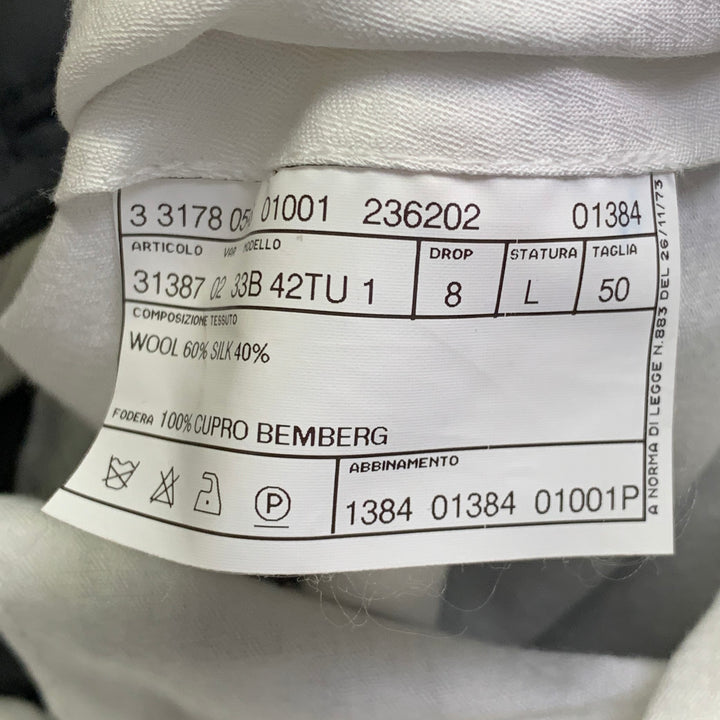 3 3178 05 01001 236202 01384
ARTICOLO VAR MODELLO DROP STATURA TAGLIA
31387 02 33B 42TU 1 8 L 50
COMPOSIZIONE TESSUTO
WOOL 60% SILK 40%
FODERA 100% CUPRO BEMBERG
ABBINAMENTO
P
1384 01384 01001P
A NORMA DI LEGGE N.883 DEL 26/11/73